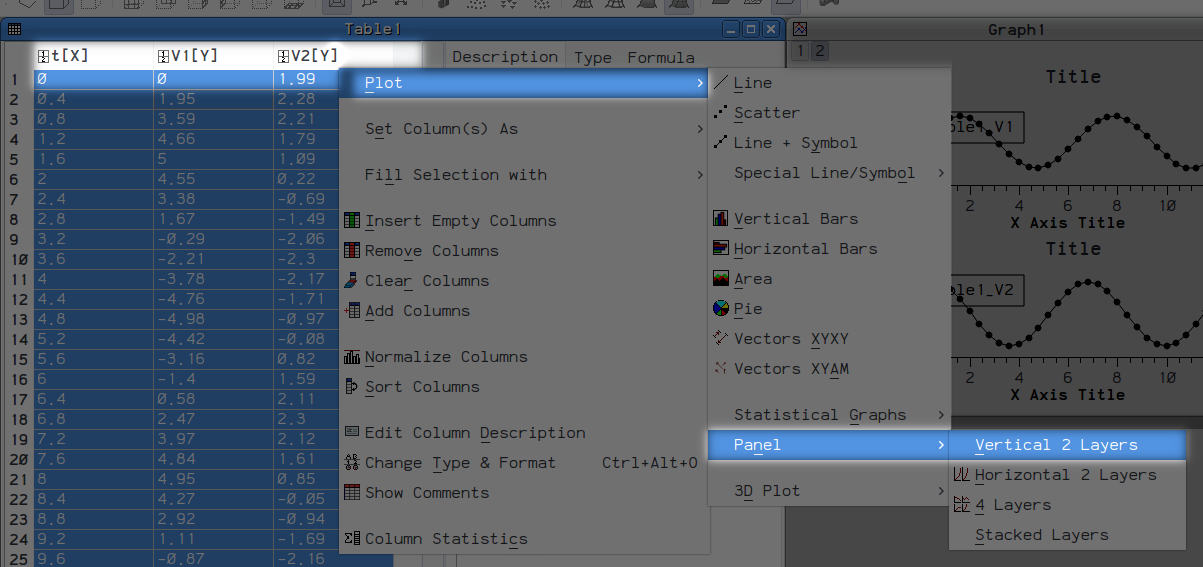 Table1
t[X] V1[Y] V2[Y]
1 0 0 1.99
2 0.4 1.95 2.28
3 0.8 3.59 2.21
4 1.2 4.66 1.79
5 1.6 5 1.09
6 2 4.55 0.22
7 2.4 3.38 -0.69
8 2.8 1.67 -1.49
9 3.2 -0.29 -2.06
10 3.6 -2.21 -2.3
11 4 -3.78 -2.17
12 4.4 -4.76 -1.71
13 4.8 -4.98 -0.97
14 5.2 -4.42 -0.08
15 5.6 -3.16 0.82
16 6 -1.4 1.59
17 6.4 0.58 2.11
18 6.8 2.47 2.3
19 7.2 3.97 2.12
20 7.6 4.84 1.61
21 8 4.95 0.85
22 8.4 4.27 -0.05
23 8.8 2.92 -0.94
24 9.2 1.11 -1.69
25 9.6 -0.87 -2.16
Description Type Formula
Plot
Set Column(s) As
Fill Selection with
Insert Empty Columns
Remove Columns
Clear Columns
Add Columns
Normalize Columns
Sort Columns
Edit Column Description
Change Type & Format Ctrl+Alt+O
Show Comments
Column Statistics
Line
Scatter
Line + Symbol
Special Line/Symbol
Vertical Bars
Horizontal Bars
Area
Pie
Vectors XYXY
Vectors XYAM
Statistical Graphs
Panel
3D Plot
Vertical 2 Layers
Horizontal 2 Layers
4 Layers
Stacked Layers
Graph1
1 2
Title
ble1_V1
2 4 6 8 10
X Axis Title
Title
ble1_V2
2 4 6 8 10
X Axis Title